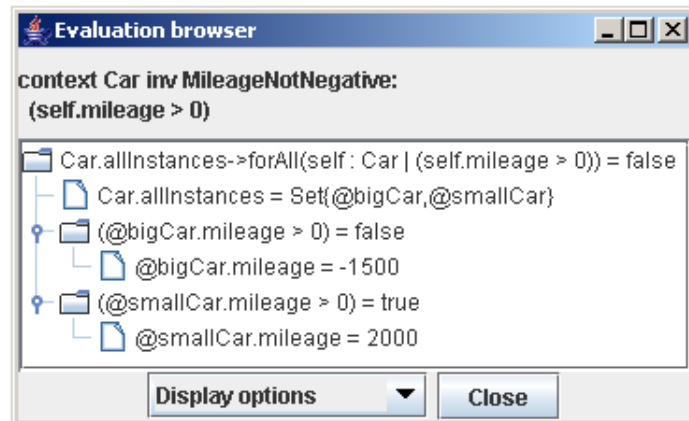 Evaluation browser
context Car inv MileageNotNegative:
(self.mileage > 0)
Car.allInstances->forAll(self : Car | (self.mileage > 0)) = false
Car.allInstances = Set{@bigCar,@smallCar}
(@bigCar.mileage > 0) = false
@bigCar.mileage = -1500
(@smallCar.mileage > 0) = true
@smallCar.mileage = 2000
Display options
Close